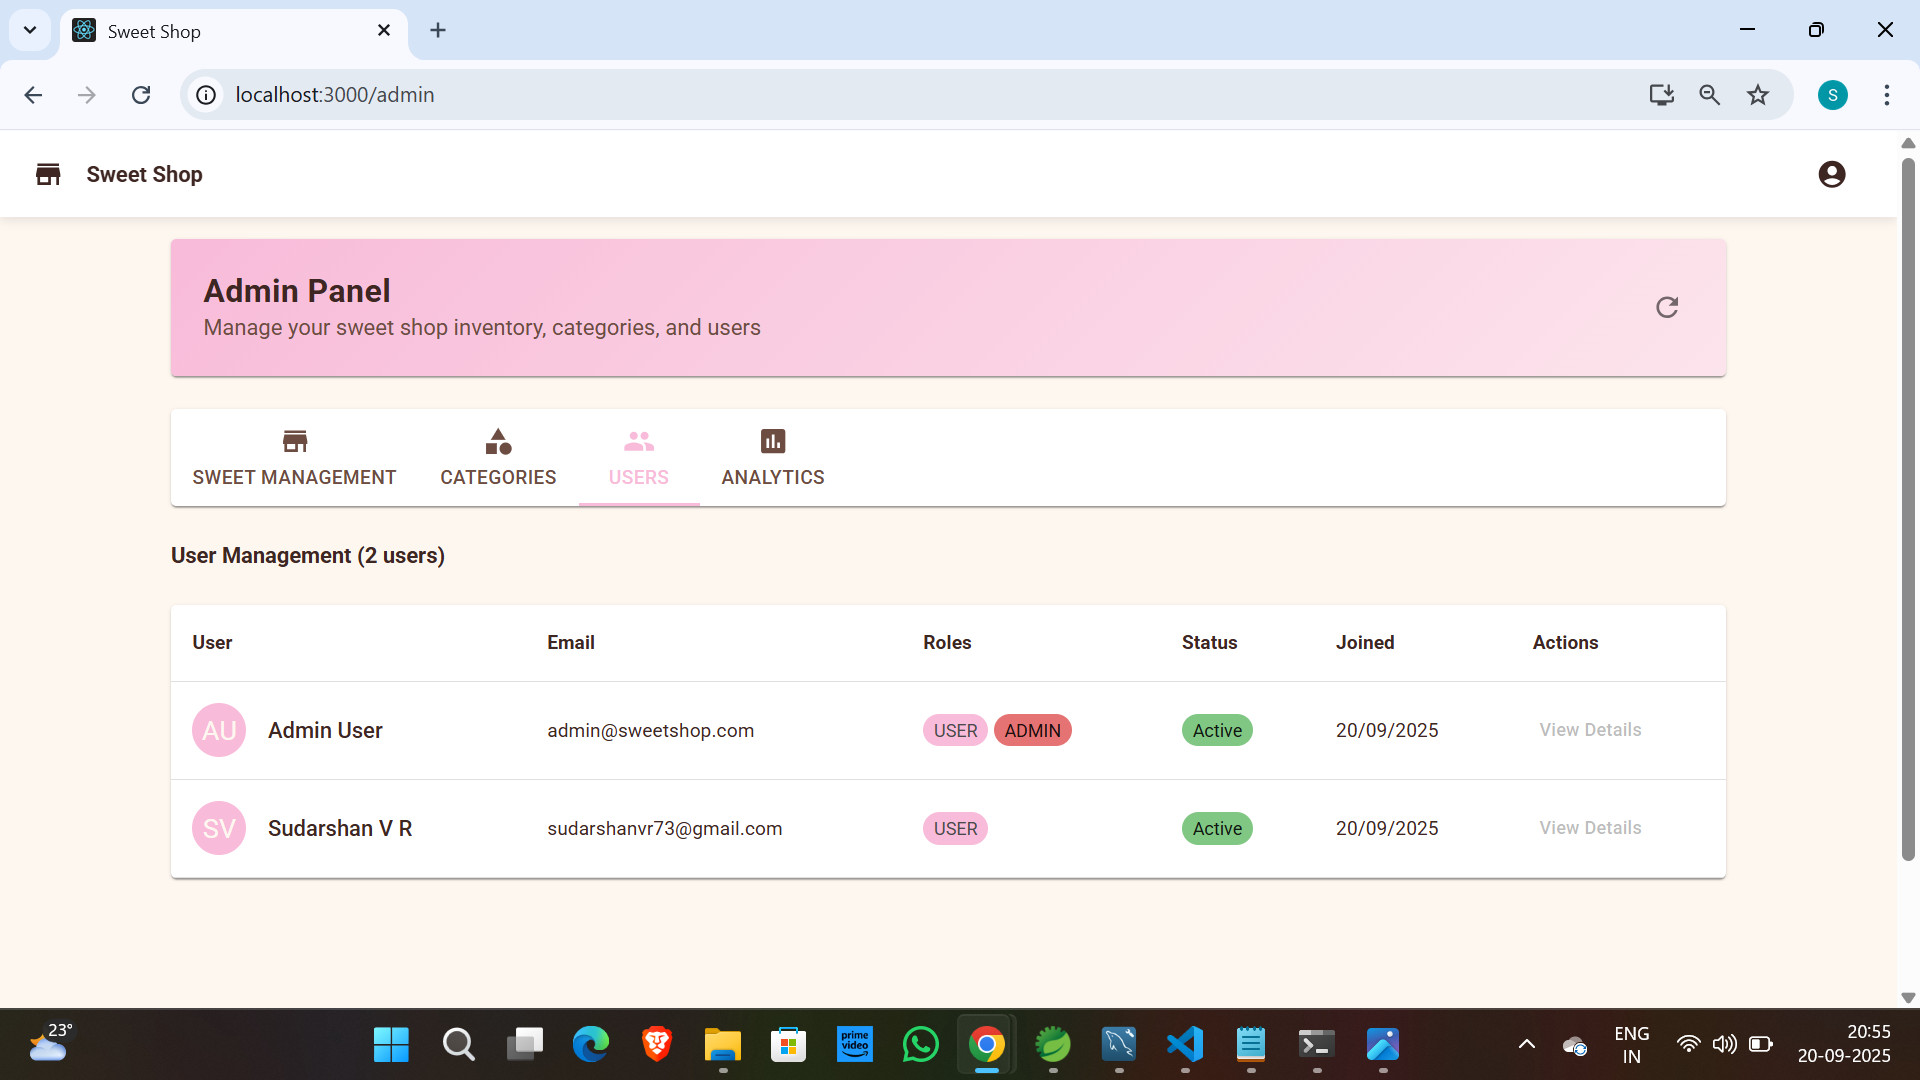 Sweet Shop
localhost:3000/admin
S
Sweet Shop
Admin Panel
Manage your sweet shop inventory, categories, and users
SWEET MANAGEMENT CATEGORIES USERS ANALYTICS
User Management (2 users)
User Email Roles Status Joined Actions
AU Admin User admin@sweetshop.com USER ADMIN Active 20/09/2025 View Details
SV Sudarshan V R sudarshanvr73@gmail.com USER Active 20/09/2025 View Details
23°
prime
video
ENG
IN
20:55
20-09-2025